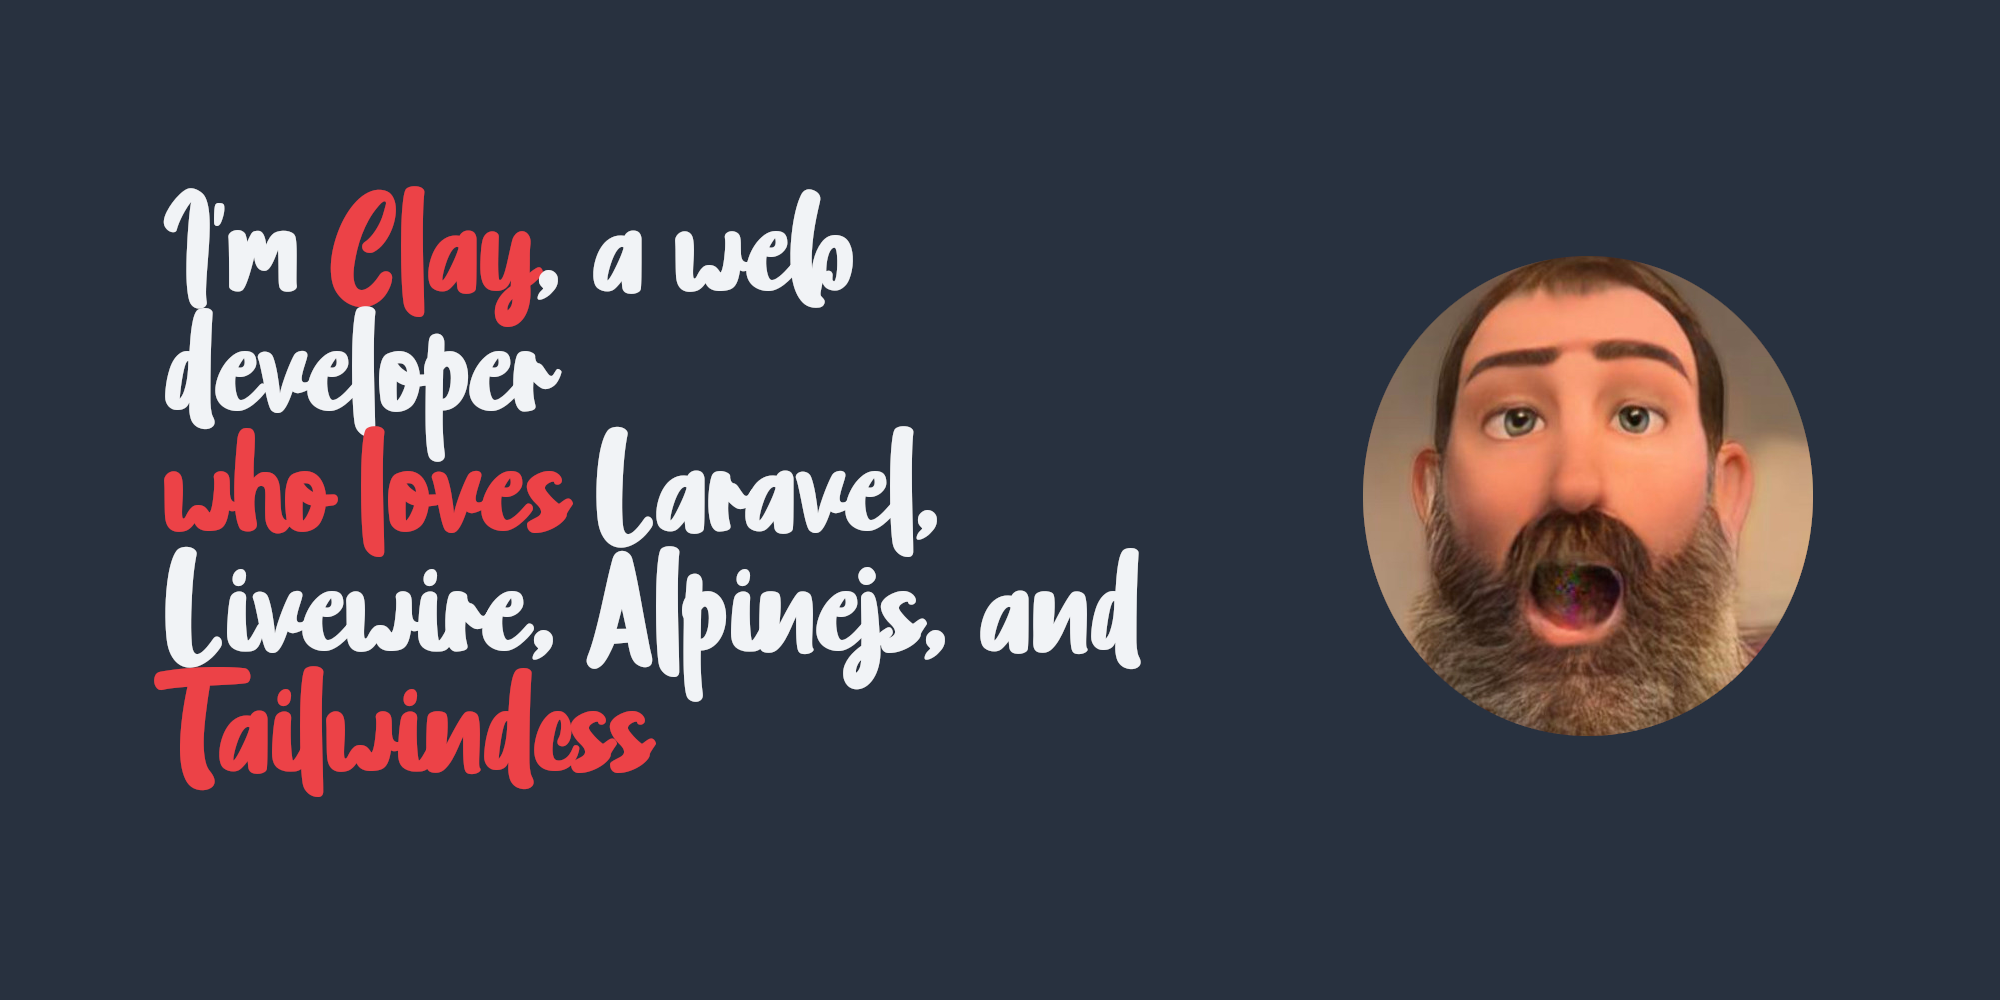 I'm Clay, a web
developer
who loves Laravel,
Livewire, Alpinejs, and
Tailwindcss